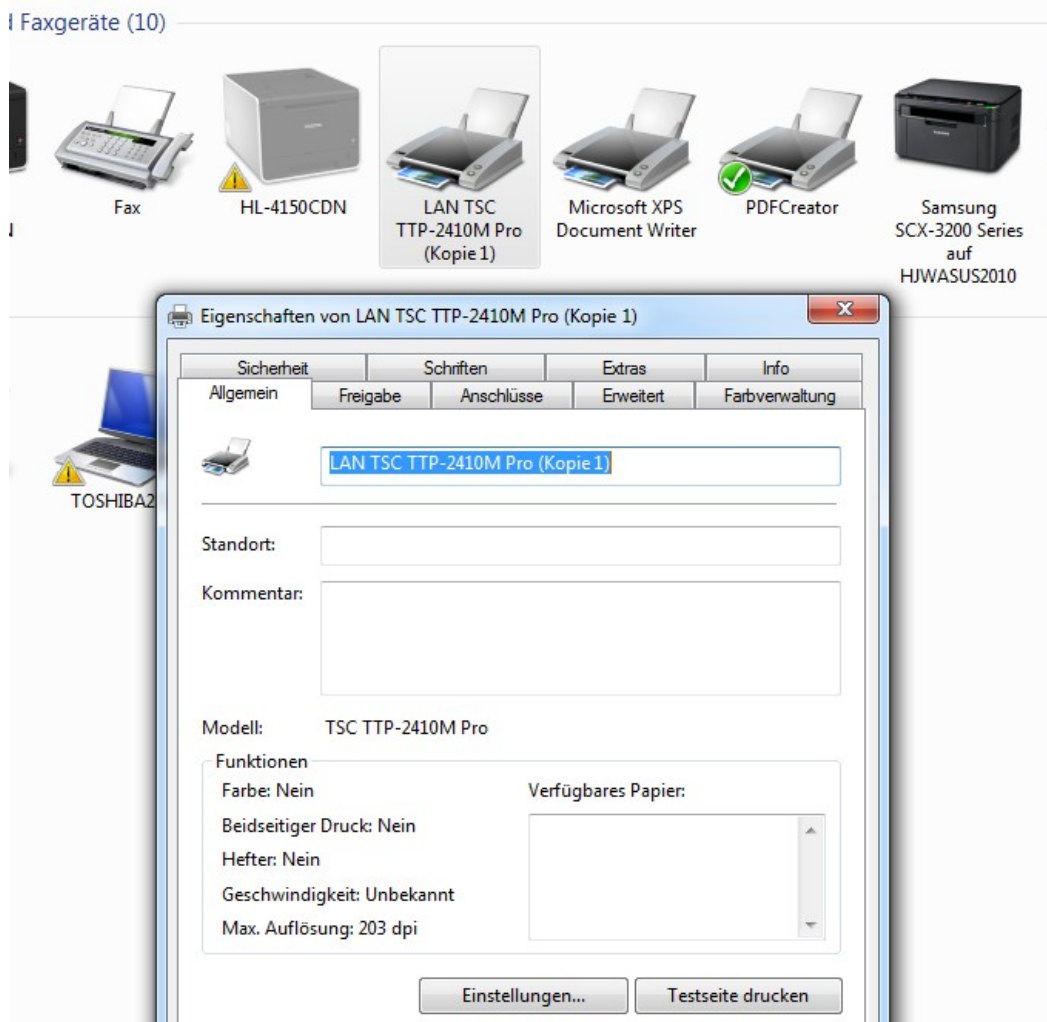 d Faxgeräte (10)
Fax
HL-4150CDN
LAN TSC
TTP-2410M Pro
(Kopie 1)
Microsoft XPS
Document Writer
PDFCreator
Samsung
SCX-3200 Series
auf
HJWASUS2010
TOSHIBA2
Eigenschaften von LAN TSC TTP-2410M Pro (Kopie 1)
Sicherheit Schriften Extras Info
Allgemein Freigabe Anschlüsse Erweitert Farbverwaltung
LAN TSC TTP-2410M Pro (Kopie 1)
Standort:
Kommentar:
Modell: TSC TTP-2410M Pro
Funktionen
Farbe: Nein Verfügbares Papier:
Beidseitiger Druck: Nein
Hefter: Nein
Geschwindigkeit: Unbekannt
Max. Auflösung: 203 dpi
Einstellungen... Testseite drucken